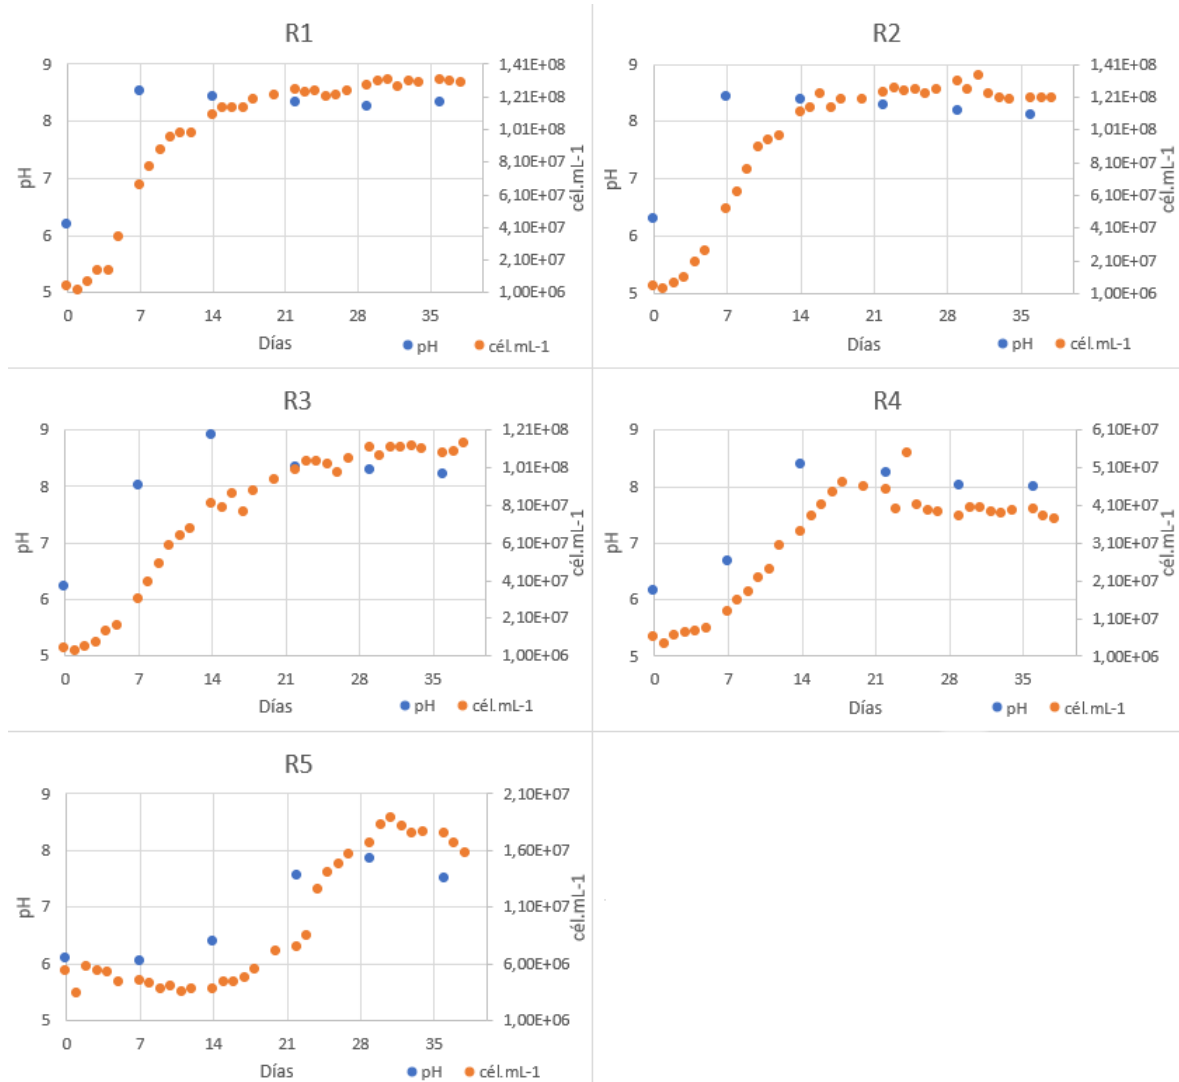 R1
9
8
7
6
5
pH
1,41E+08
1,21E+08
1,01E+08
8,10E+07
6,10E+07
4,10E+07
2,10E+07
1,00E+06
cél.mL-1
0 7 14 21 28 35
Días
pH cél.mL-1
R2
9
8
7
6
5
pH
1,41E+08
1,21E+08
1,01E+08
8,10E+07
6,10E+07
4,10E+07
2,10E+07
1,00E+06
cél.mL-1
0 7 14 21 28 35
Días
pH cél.mL-1
R3
9
8
7
6
5
pH
1,21E+08
1,01E+08
8,10E+07
6,10E+07
4,10E+07
2,10E+07
1,00E+06
cél.mL-1
0 7 14 21 28 35
Días
pH cél.mL-1
R4
9
8
7
6
5
pH
6,10E+07
5,10E+07
4,10E+07
3,10E+07
2,10E+07
1,10E+07
1,00E+06
cél.mL-1
0 7 14 21 28 35
Días
pH cél.mL-1
R5
9
8
7
6
5
pH
2,10E+07
1,60E+07
1,10E+07
6,00E+06
1,00E+06
cél.mL-1
0 7 14 21 28 35
Días
pH cél.mL-1